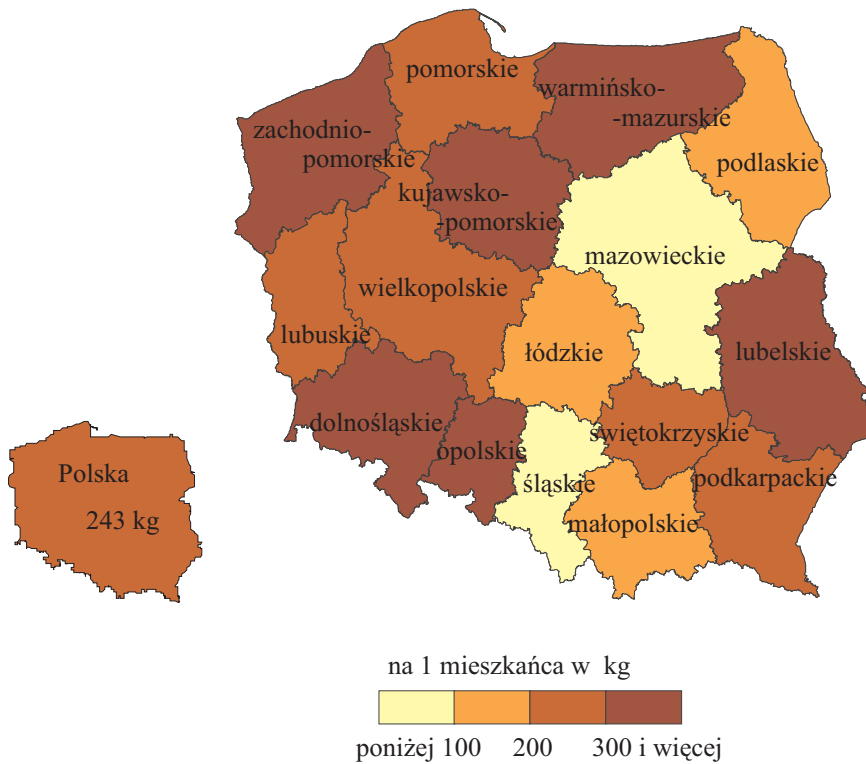 pomorskie
warmińsko-
-mazurskie
zachodnio-
pomorskie
podlaskie
kujawsko-
-pomorskie
mazowieckie
wielkopolskie
lubuskie
łódzkie
lubelskie
dolnośląskie
świętokrzyskie
opolskie
śląskie
podkarpackie
małopolskie
Polska
243 kg
na 1 mieszkańca w kg
poniżej 100 200 300 i więcej